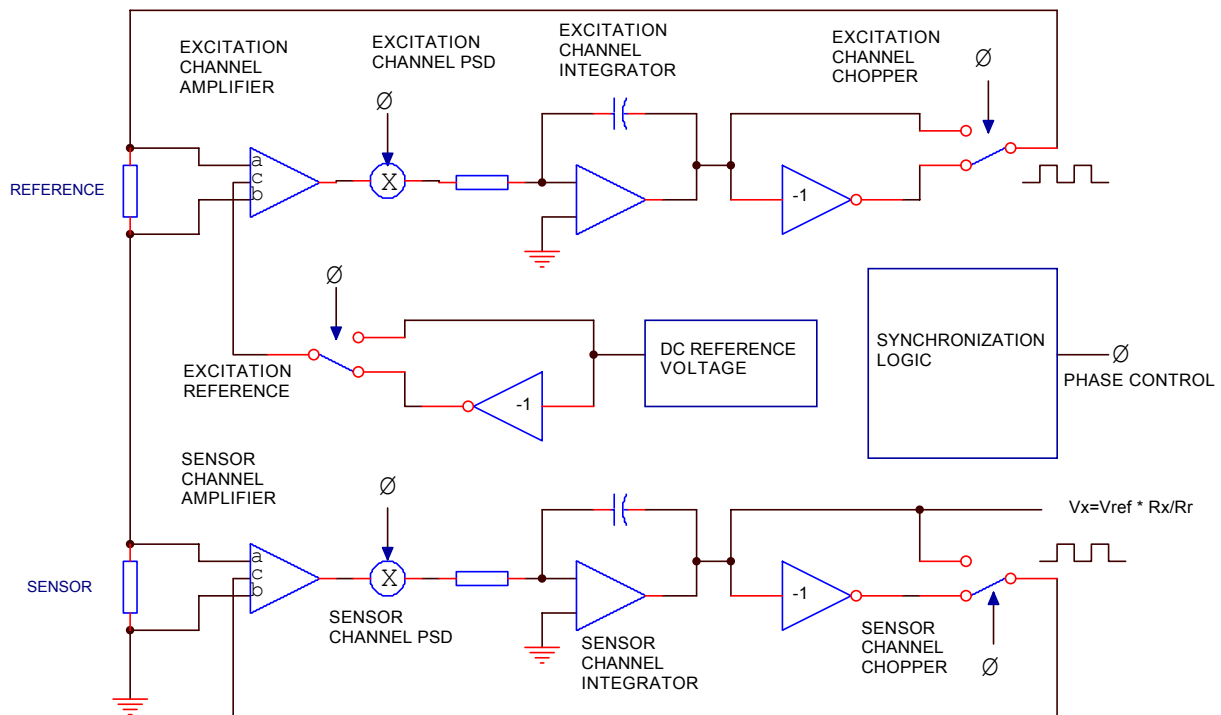 EXCITATION
CHANNEL
AMPLIFIER
EXCITATION
CHANNEL PSD
EXCITATION
CHANNEL
INTEGRATOR
EXCITATION
CHANNEL
CHOPPER
Ø
Ø
REFERENCE
a
c
b
X
-1
Ø
EXCITATION
REFERENCE
-1
DC REFERENCE
VOLTAGE
SYNCHRONIZATION
LOGIC
Ø
PHASE CONTROL
SENSOR
CHANNEL
AMPLIFIER
Ø
Vx=Vref * Rx/Rr
SENSOR
a
c
b
X
-1
SENSOR
CHANNEL PSD
SENSOR
CHANNEL
INTEGRATOR
SENSOR
CHANNEL
CHOPPER
Ø